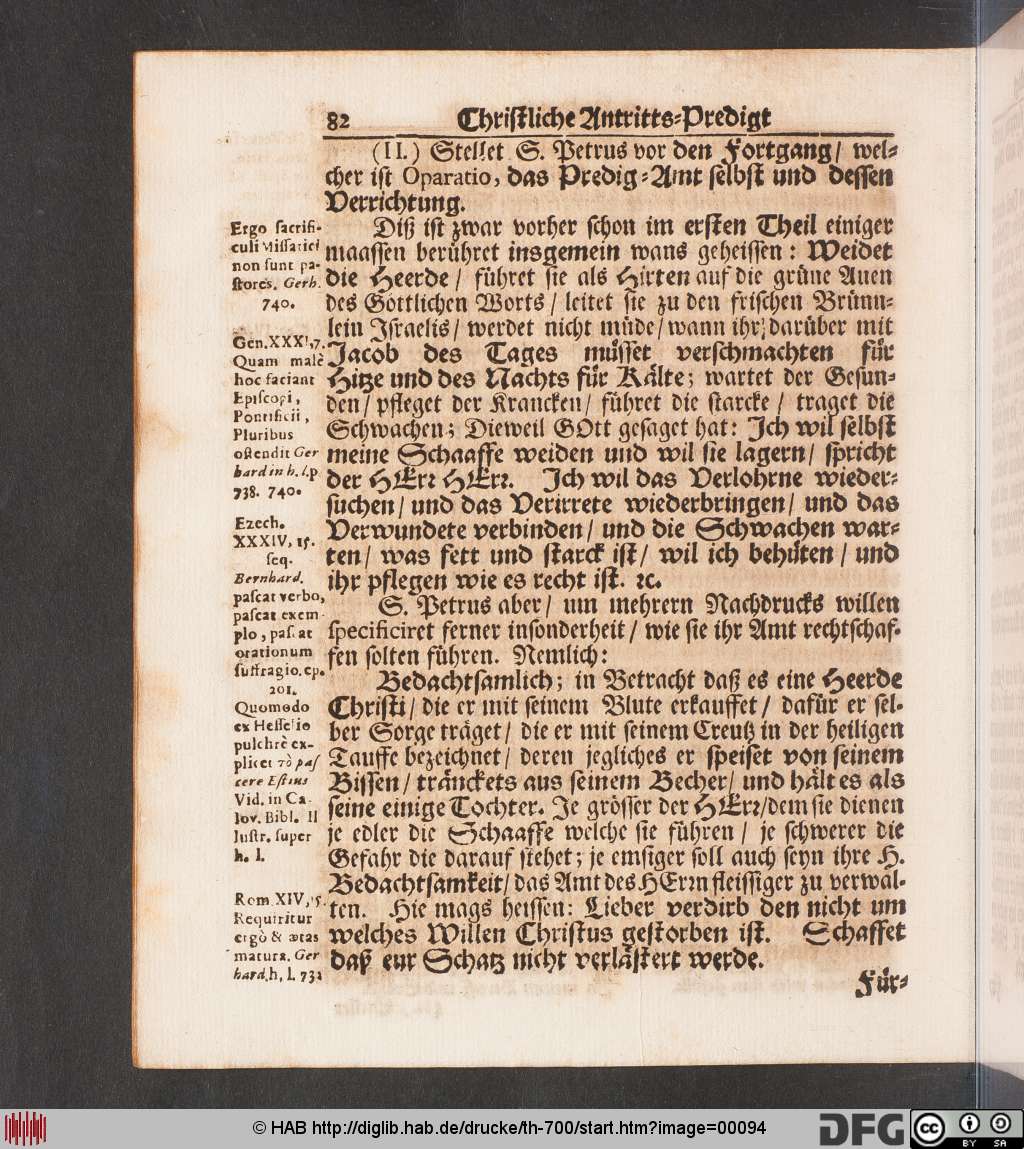 82 Christliche Antritts-Predigt
(II.) Stellet S. Petrus vor den Fortgang/ wel-
cher ist Oparatio, das Predig-Amt selbst und dessen
Verrichtung.
Diß ist zwar vorher schon im ersten Theil einiger
maassen berühret insgemein wans geheissen: Weidet
die Heerde/ führet sie als Hirten auf die grüne Auen
des Göttlichen Worts/ leitet sie zu den frischen Brünn-
lein Israelis/ werdet nicht müde/ wann ihr darüber mit
Jacob des Tages müsset verschmachten für
Hitze und des Nachts für Kälte; wartet der Gesun-
den/ pfleget der Krancken/ führet die starcke/ traget die
Schwachen; Dieweil GOtt gesaget hat: Ich wil selbst
meine Schaaffe weiden und wil sie lagern/ spricht
der HErr HErr. Ich wil das Verlohrne wieder-
suchen/ und das Verirrete wiederbringen/ und das
Verwundete verbinden/ und die Schwachen war-
ten/ was fett und starck ist/ wil ich behüten/ und
ihr pflegen wie es recht ist. ꝛc.
S. Petrus aber/ um mehrern Nachdrucks willen
specificiret ferner insonderheit/ wie sie ihr Amt rechtschaf-
fen solten führen. Nemlich:
Bedachtsamlich; in Betracht daß es eine Heerde
Christi/ die er mit seinem Blute erkauffet/ dafür er sel-
ber Sorge träget/ die er mit seinem Creutz in der heiligen
Tauffe bezeichnet/ deren jegliches er speiset von seinem
Bissen/ tränckets aus seinem Becher/ und hält es als
seine einige Tochter. Je grösser der HErr/ dem sie dienen
je edler die Schaaffe welche sie führen/ je schwerer die
Gefahr die darauf stehet; je emsiger soll auch seyn ihre H.
Bedachtsamkeit/ das Amt des HErrn fleissiger zu verwal-
ten. Hie mags heissen: Lieber verdirb den nicht um
welches Willen Christus gestorben ist. Schaffet
daß eur Schatz nicht verlästert werde.
Für-
Ergo sacrifi-
culi Missatici
non sunt pa-
stores. Gerh.
740.
Gen. XXXI, 7.
Quam malè
hoc faciant
Episcopi,
Pontificii,
Pluribus
ostendit Ger
hard in h. l. p.
738. 740.
Ezech.
XXXIV, 15.
seq.
Bernhard.
pascat verbo,
pascat exem
plo, pascat
orationum
suffragio. ep.
201.
Quomodo
ex Hesselio
pulchrè ex-
plicet τὸ pas
cere Estius
Vid. in Ca-
lov. Bibl. Il
lustr. super
h. l.
Rom. XIV, 15.
Requiritur
ergò & ætas
matura. Ger
hard. h. l. 732
© HAB http://diglib.hab.de/drucke/th-700/start.htm?image=00094
DFG
cc BY SA